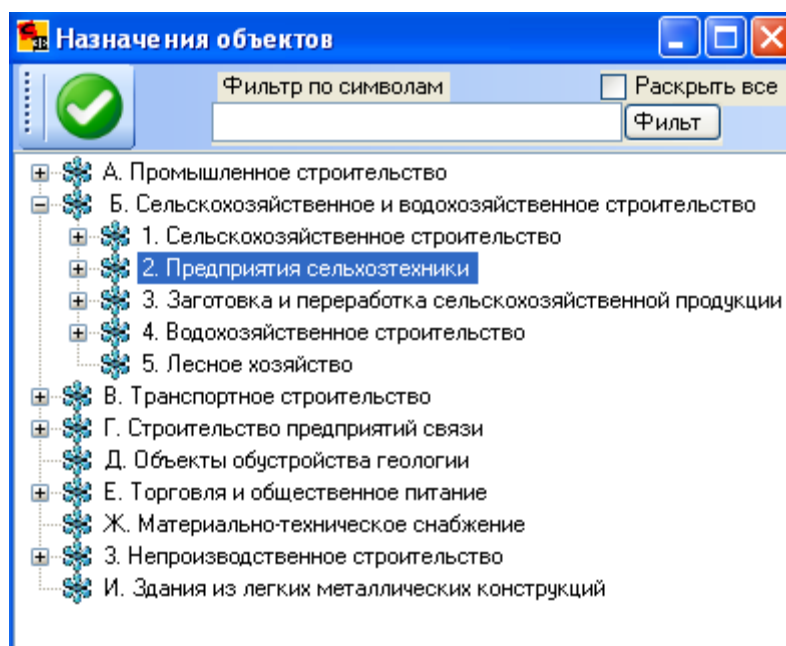 Назначения объектов
Фильтр по символам
Раскрыть все
Фильт
А. Промышленное строительство
Б. Сельскохозяйственное и водохозяйственное строительство
1. Сельскохозяйственное строительство
2. Предприятия сельхозтехники
3. Заготовка и переработка сельскохозяйственной продукции
4. Водохозяйственное строительство
5. Лесное хозяйство
В. Транспортное строительство
Г. Строительство предприятий связи
Д. Объекты обустройства геологии
Е. Торговля и общественное питание
Ж. Материально-техническое снабжение
З. Непроизводственное строительство
И. Здания из легких металлических конструкций